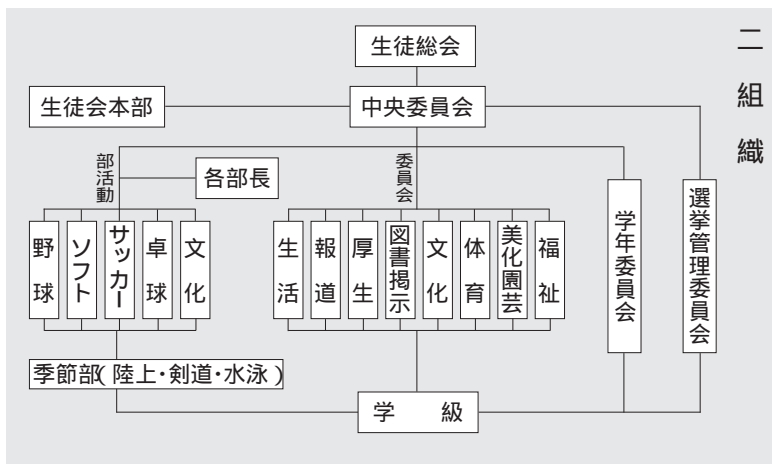 二組織
生徒総会
生徒会本部
中央委員会
部活動
各部長
委員会
野球
ソフト
サッカー
卓球
文化
生活
報道
厚生
図書掲示
文化
体育
美化園芸
福祉
学年委員会
選挙管理委員会
季節部(陸上・剣道・水泳)
学級